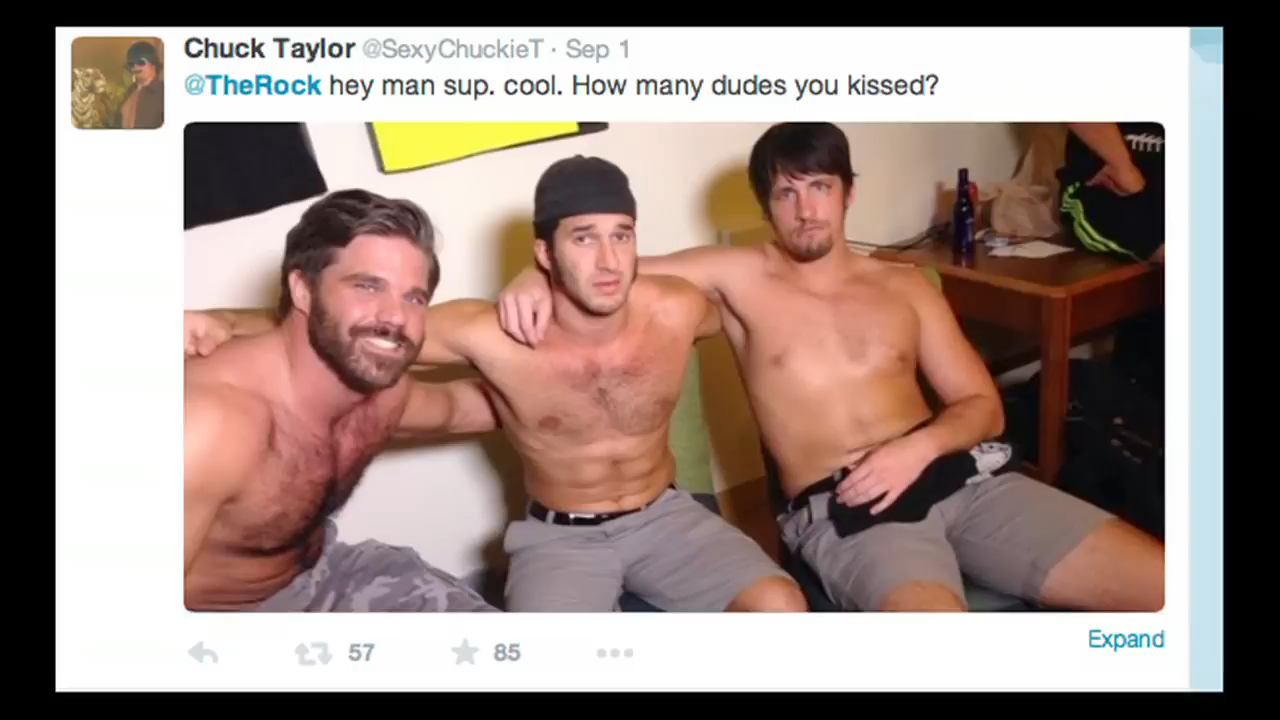 Chuck Taylor @SexyChuckieT · Sep 1
@TheRock hey man sup. cool. How many dudes you kissed?
57 85 Expand